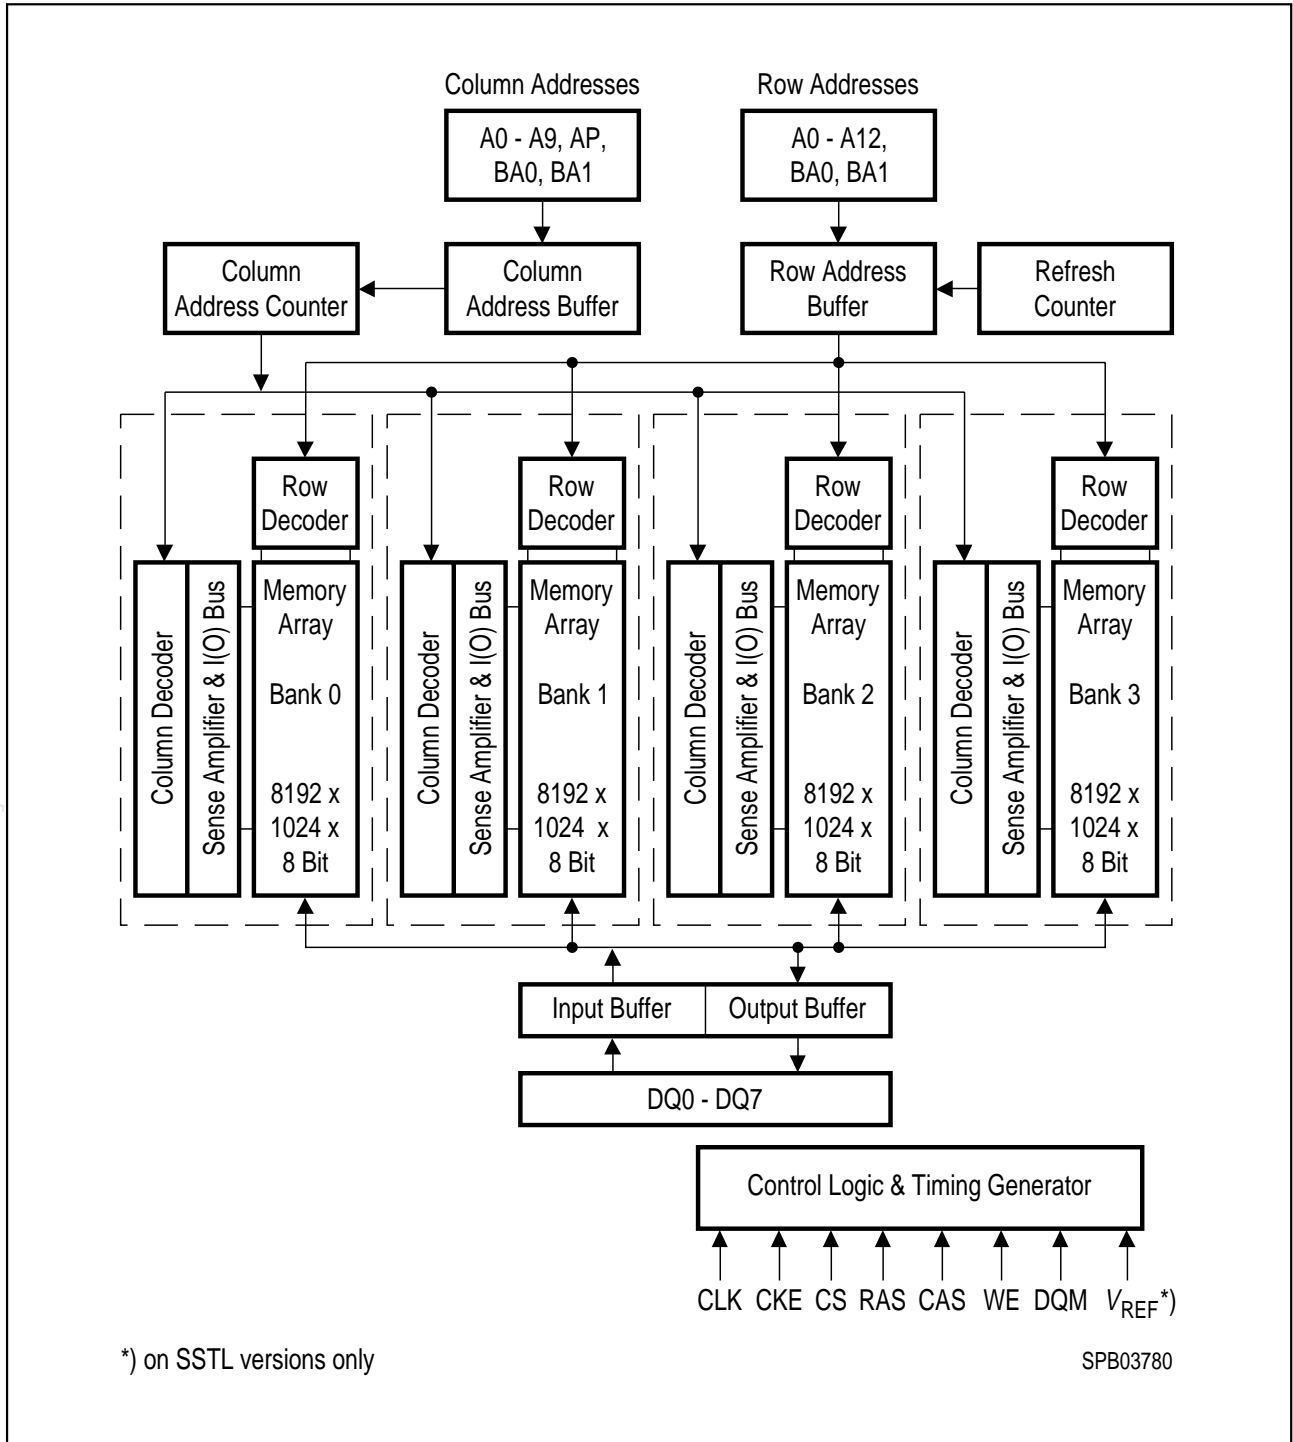 Column Addresses
Row Addresses
A0 - A9, AP,
BA0, BA1
A0 - A12,
BA0, BA1
Column
Address Counter
Column
Address Buffer
Row Address
Buffer
Refresh
Counter
Row
Decoder
Row
Decoder
Row
Decoder
Row
Decoder
Column Decoder
Sense Amplifier & I(O) Bus
Memory
Array
Bank 0
8192 x
1024 x
8 Bit
Column Decoder
Sense Amplifier & I(O) Bus
Memory
Array
Bank 1
8192 x
1024 x
8 Bit
Column Decoder
Sense Amplifier & I(O) Bus
Memory
Array
Bank 2
8192 x
1024 x
8 Bit
Column Decoder
Sense Amplifier & I(O) Bus
Memory
Array
Bank 3
8192 x
1024 x
8 Bit
Input Buffer
Output Buffer
DQ0 - DQ7
Control Logic & Timing Generator
CLK CKE CS RAS CAS WE DQM VREF*)
*) on SSTL versions only
SPB03780